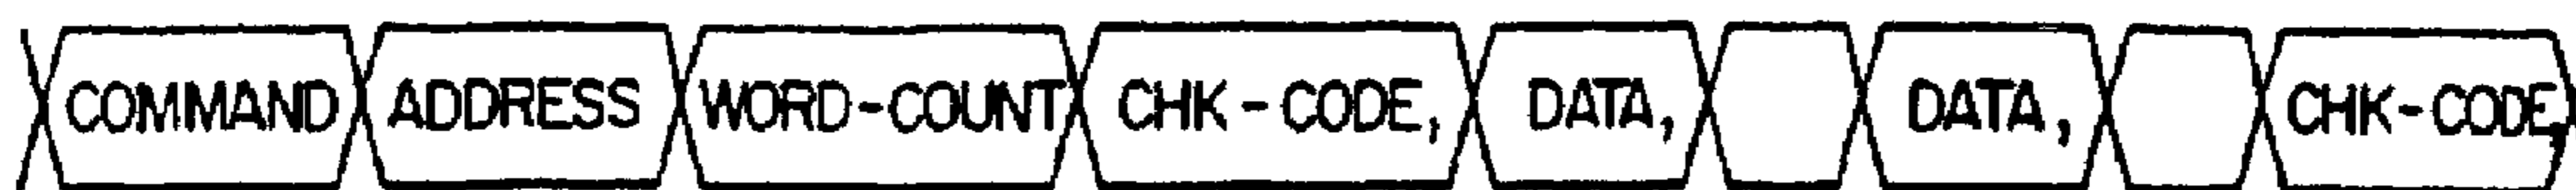 COMMAND ADDRESS WORD-COUNT CHK-CODE, DATA, DATA, CHK-CODE,